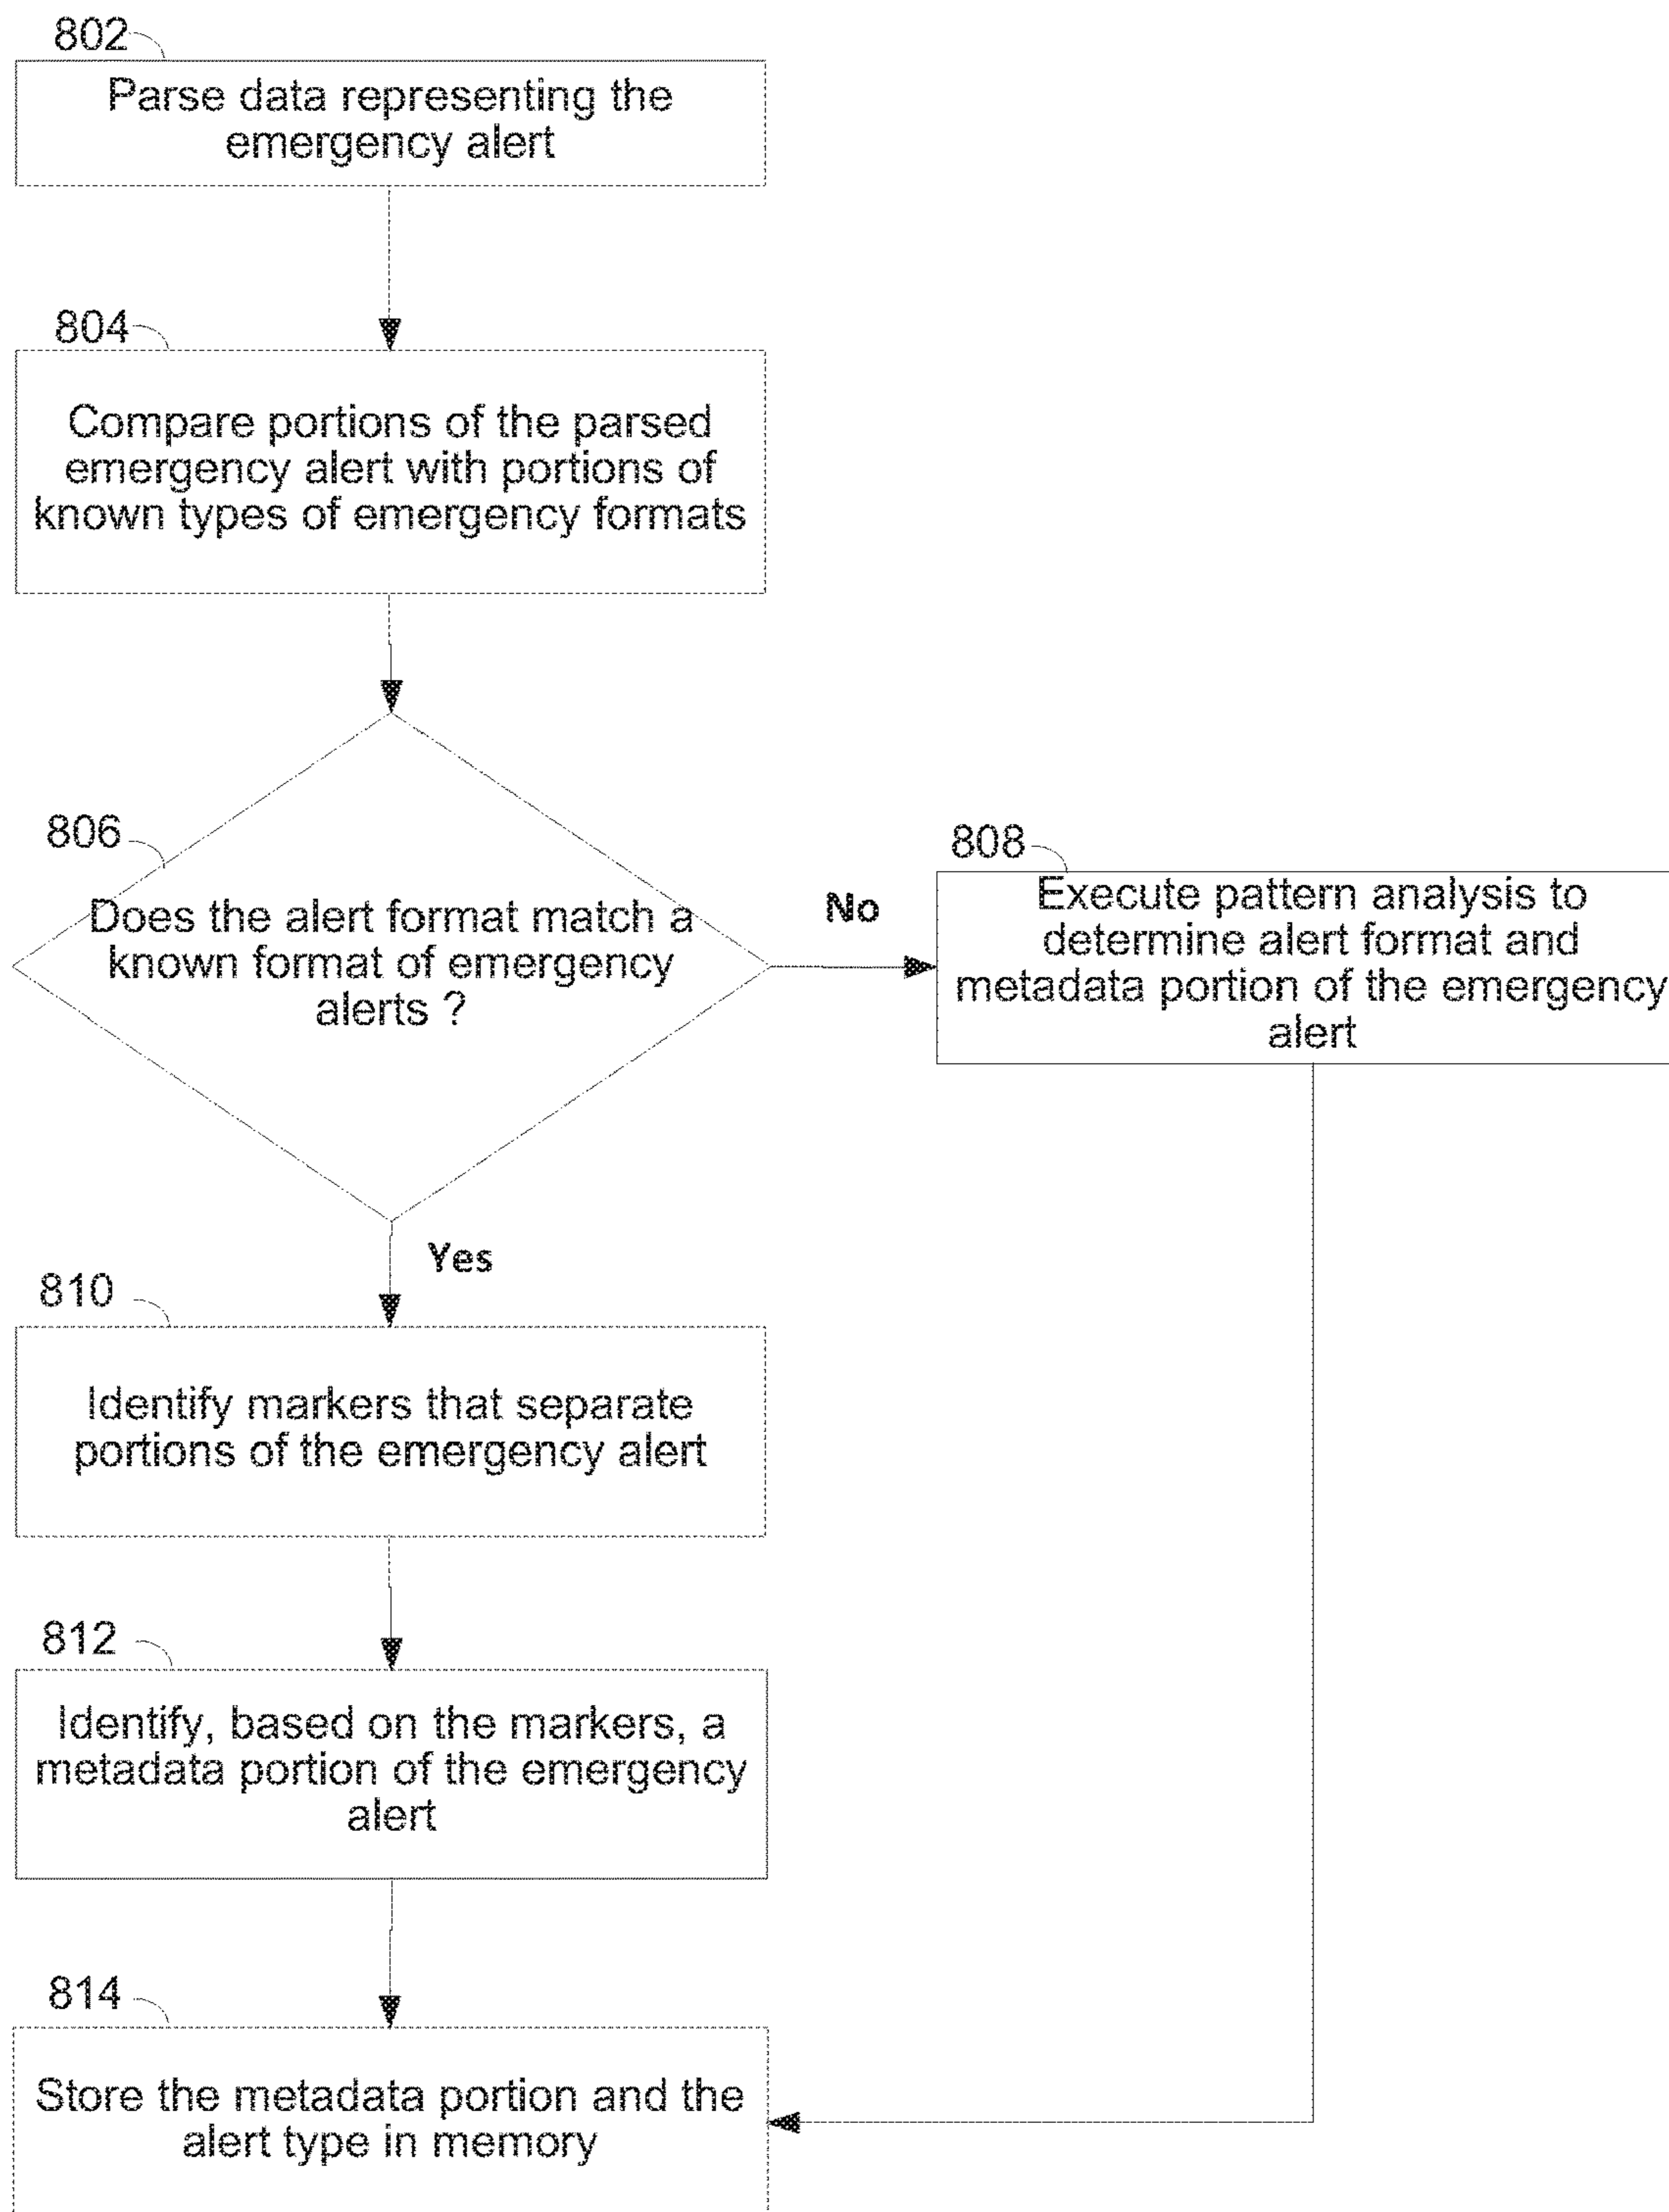 802
Parse data representing the
emergency alert
804
Compare portions of the parsed
emergency alert with portions of
known types of emergency formats
806
Does the alert format match a
known format of emergency
alerts ?
No
808
Execute pattern analysis to
determine alert format and
metadata portion of the emergency
alert
Yes
810
Identify markers that separate
portions of the emergency alert
812
Identify, based on the markers, a
metadata portion of the emergency
alert
814
Store the metadata portion and the
alert type in memory